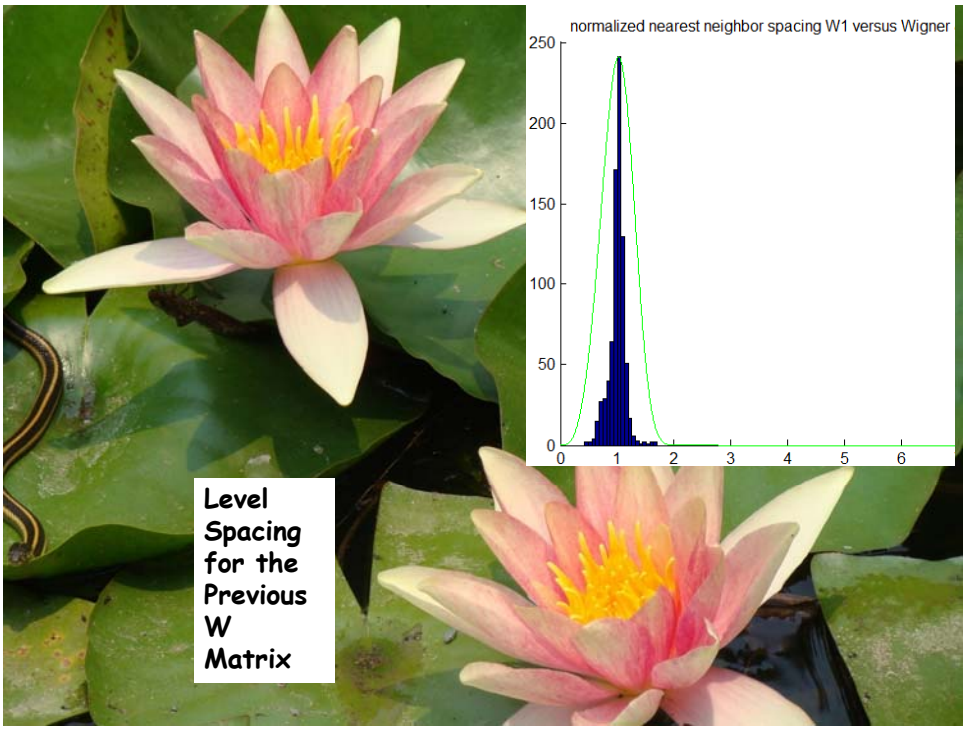 normalized nearest neighbor spacing W1 versus Wigner
250
200
150
100
50
0
0 1 2 3 4 5 6
Level
Spacing
for the
Previous
W
Matrix